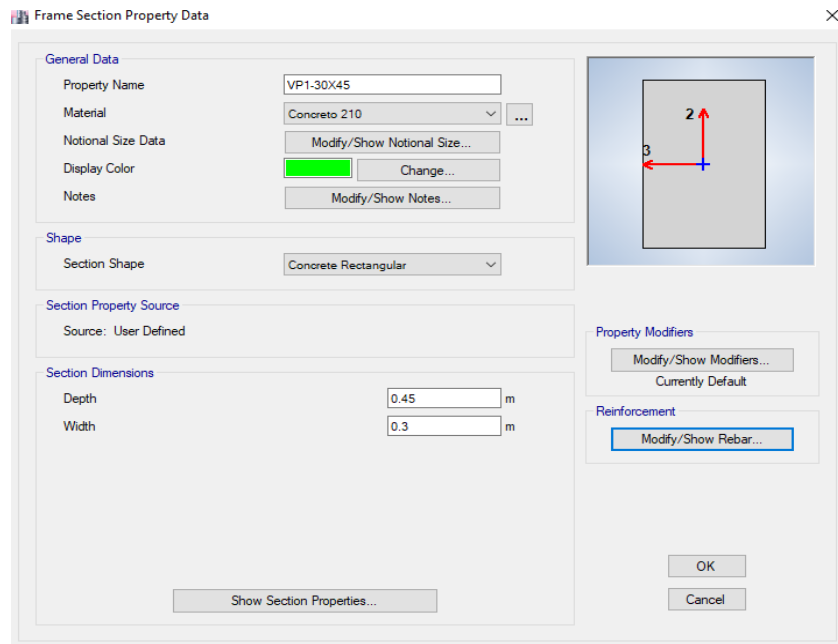 Frame Section Property Data
General Data
Property Name VP1-30X45
Material Concreto 210 ...
Notional Size Data Modify/Show Notional Size...
Display Color Change...
Notes Modify/Show Notes...
2
3
Shape
Section Shape Concrete Rectangular
Section Property Source
Source: User Defined
Property Modifiers
Modify/Show Modifiers...
Currently Default
Section Dimensions
Depth 0.45 m
Width 0.3 m
Reinforcement
Modify/Show Rebar...
Show Section Properties...
OK
Cancel